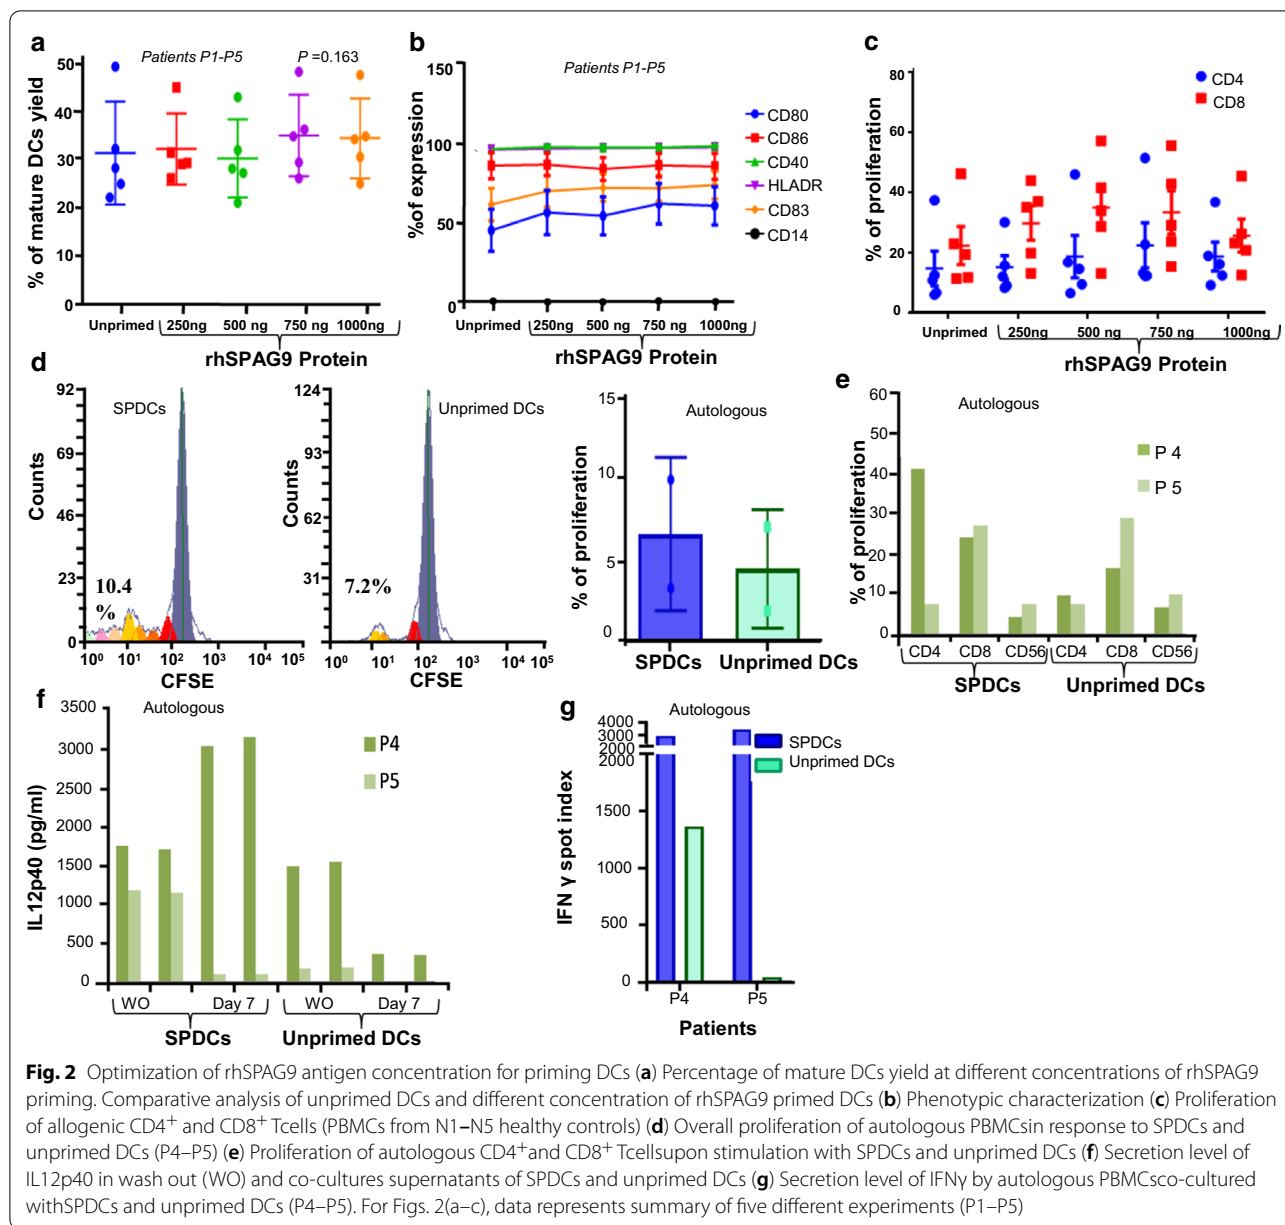 a
Patients P1-P5
P =0.163
% of mature DCs yield
50
40
30
20
10
0
Unprimed
250ng
500 ng
750 ng
1000ng
rhSPAG9 Protein
b
Patients P1-P5
%of expression
150
100
50
0
CD80
CD86
CD40
HLADR
CD83
CD14
Unprimed
250ng
500 ng
750 ng
1000ng
rhSPAG9 Protein
c
% of proliferation
80
60
40
20
0
CD4
CD8
Unprimed
250ng
500 ng
750 ng
1000ng
rhSPAG9 Protein
d
Counts
92
69
46
23
0
SPDCs
10.4
%
10⁰ 10¹ 10² 10³ 10⁴ 10⁵
CFSE
Counts
124
93
62
31
0
Unprimed DCs
7.2%
10⁰ 10¹ 10² 10³ 10⁴ 10⁵
CFSE
% of proliferation
15
10
5
0
Autologous
SPDCs
Unprimed DCs
e
% of proliferation
60
50
40
30
20
10
0
Autologous
P 4
P 5
CD4 CD8 CD56 CD4 CD8 CD56
SPDCs
Unprimed DCs
f
IL12p40 (pg/ml)
3500
3000
2500
2000
1500
1000
500
0
Autologous
P4
P5
WO
Day 7
WO
Day 7
SPDCs
Unprimed DCs
g
IFN γ spot index
4000
3000
2000
2000
1500
1000
500
0
Autologous
SPDCs
Unprimed DCs
P4
P5
Patients
Fig. 2 Optimization of rhSPAG9 antigen concentration for priming DCs (a) Percentage of mature DCs yield at different concentrations of rhSPAG9
priming. Comparative analysis of unprimed DCs and different concentration of rhSPAG9 primed DCs (b) Phenotypic characterization (c) Proliferation
of allogenic CD4⁺ and CD8⁺ Tcells (PBMCs from N1–N5 healthy controls) (d) Overall proliferation of autologous PBMCsin response to SPDCs and
unprimed DCs (P4–P5) (e) Proliferation of autologous CD4⁺and CD8⁺ Tcellsupon stimulation with SPDCs and unprimed DCs (f) Secretion level of
IL12p40 in wash out (WO) and co-cultures supernatants of SPDCs and unprimed DCs (g) Secretion level of IFNγ by autologous PBMCsco-cultured
withSPDCs and unprimed DCs (P4–P5). For Figs. 2(a–c), data represents summary of five different experiments (P1–P5)